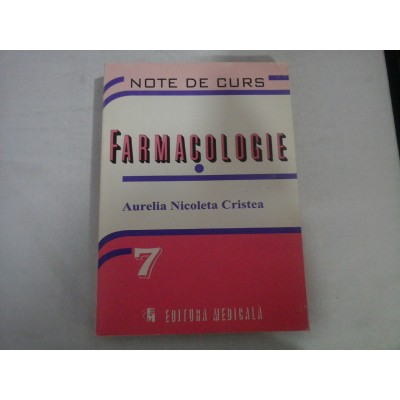 NOTE DE CURS
FARMACOLOGIE
Aurelia Nicoleta Cristea
7
EDITURA MEDICALĂ